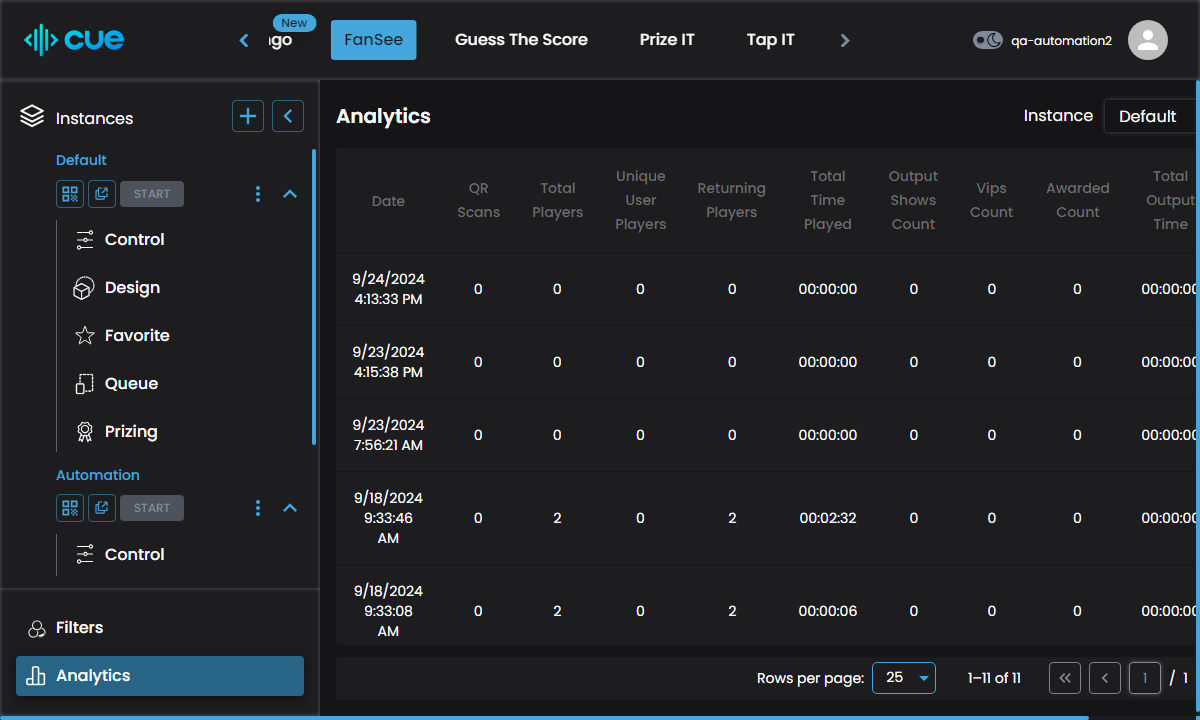 cue
New
ngo
FanSee
Guess The Score
Prize IT
Tap IT
qa-automation2
Instances
Default
START
Control
Design
Favorite
Queue
Prizing
Automation
START
Control
Filters
Analytics
Analytics
Instance
Default
Date
QR
Scans
Total
Players
Unique
User
Players
Returning
Players
Total
Time
Played
Output
Shows
Count
Vips
Count
Awarded
Count
Total
Output
Time
9/24/2024
4:13:33 PM
0 0 0 0 00:00:00 0 0 0 00:00:00
9/23/2024
4:15:38 PM
0 0 0 0 00:00:00 0 0 0 00:00:00
9/23/2024
7:56:21 AM
0 0 0 0 00:00:00 0 0 0 00:00:00
9/18/2024
9:33:46
AM
0 2 0 2 00:02:32 0 0 0 00:00:00
9/18/2024
9:33:08
AM
0 2 0 2 00:00:06 0 0 0 00:00:00
Rows per page: 25 1–11 of 11 1 / 1